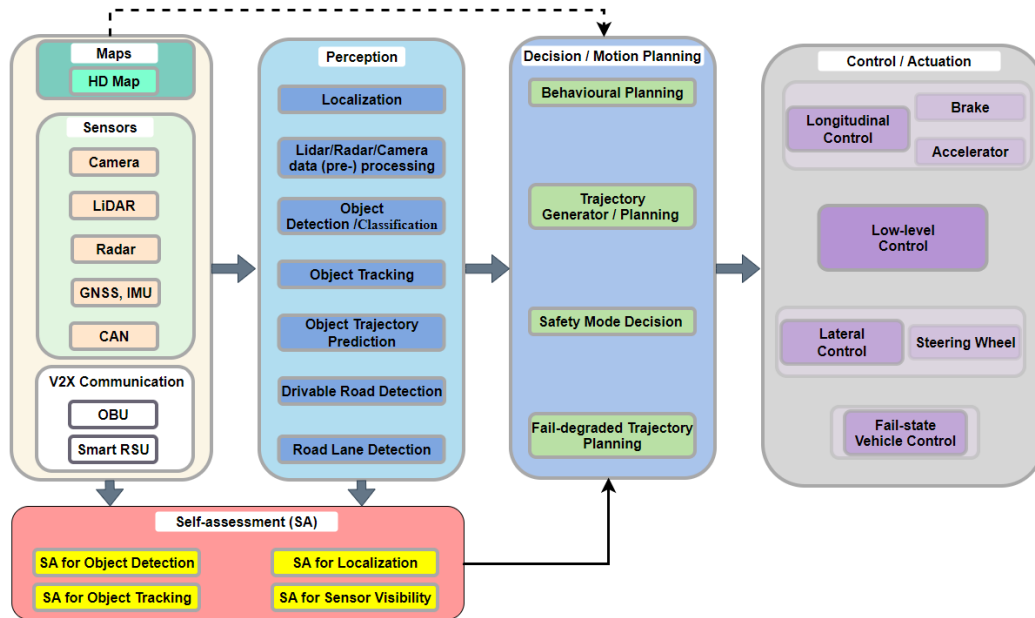 Maps
HD Map
Sensors
Camera
LiDAR
Radar
GNSS, IMU
CAN
V2X Communication
OBU
Smart RSU
Perception
Localization
Lidar/Radar/Camera
data (pre-) processing
Object
Detection /Classification
Object Tracking
Object Trajectory
Prediction
Drivable Road Detection
Road Lane Detection
Decision / Motion Planning
Behavioural Planning
Trajectory
Generator / Planning
Safety Mode Decision
Fail-degraded Trajectory
Planning
Control / Actuation
Longitudinal
Control
Brake
Accelerator
Low-level
Control
Lateral
Control
Steering Wheel
Fail-state
Vehicle Control
Self-assessment (SA)
SA for Object Detection
SA for Localization
SA for Object Tracking
SA for Sensor Visibility